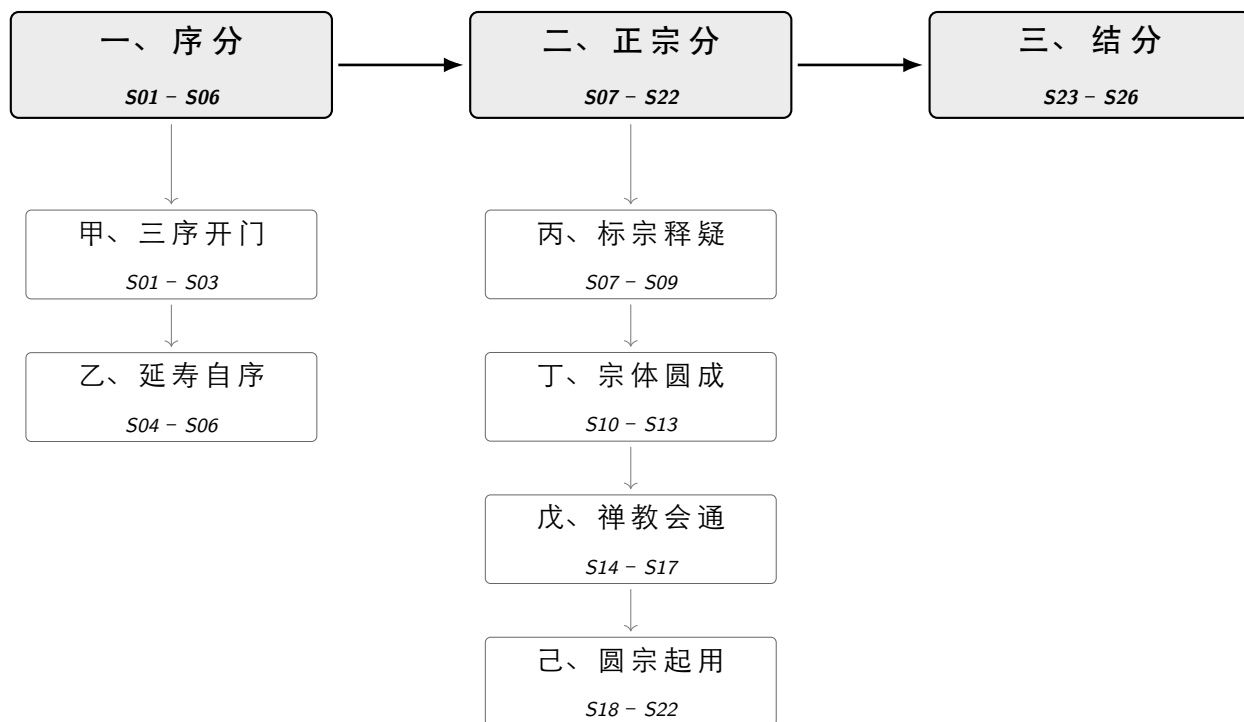 一、序分
S01 – S06
二、正宗分
S07 – S22
三、结分
S23 – S26
甲、三序开门
S01 – S03
乙、延寿自序
S04 – S06
丙、标宗释疑
S07 – S09
丁、宗体圆成
S10 – S13
戊、禅教会通
S14 – S17
己、圆宗起用
S18 – S22